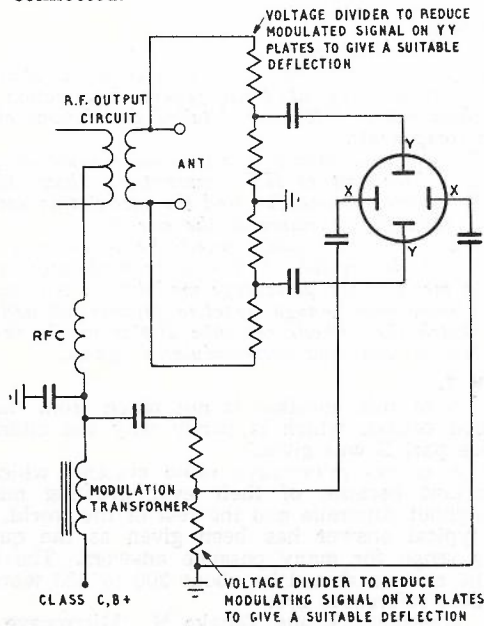 VOLTAGE DIVIDER TO REDUCE
MODULATED SIGNAL ON YY
PLATES TO GIVE A SUITABLE
DEFLECTION
R.F. OUTPUT
CIRCUIT
ANT
Y
X
X
Y
RFC
MODULATION
TRANSFORMER
CLASS C, B+
VOLTAGE DIVIDER TO REDUCE
MODULATING SIGNAL ON XX PLATES
TO GIVE A SUITABLE DEFLECTION